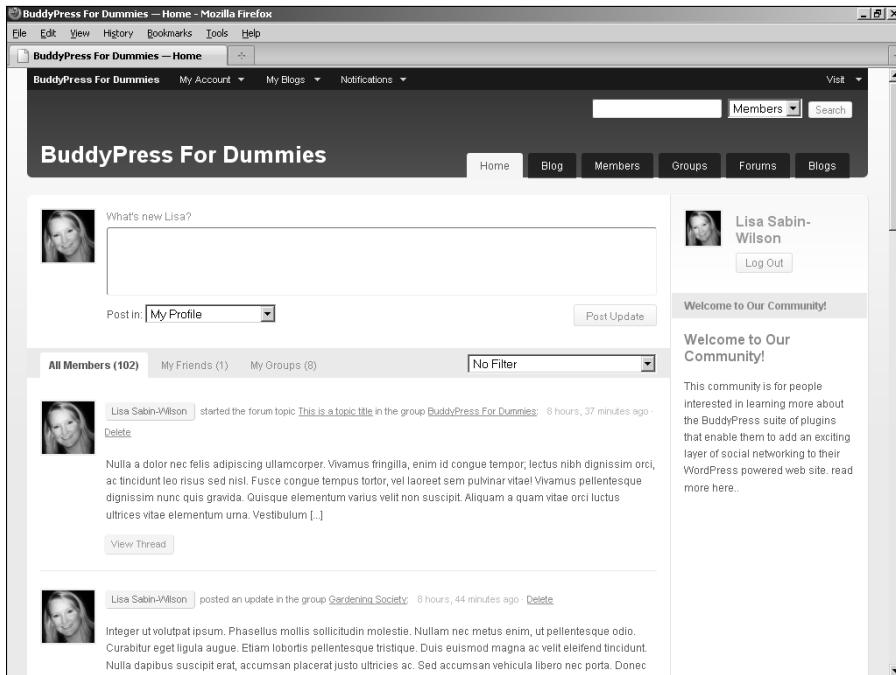 BuddyPress For Dummies — Home - Mozilla Firefox
File Edit View History Bookmarks Tools Help
BuddyPress For Dummies — Home
BuddyPress For Dummies My Account My Blogs Notifications Visit
Members Search
BuddyPress For Dummies
Home Blog Members Groups Forums Blogs
What's new Lisa?
Post in: My Profile Post Update
Lisa Sabin-
Wilson
Log Out
Welcome to Our Community!
Welcome to Our
Community!
This community is for people
interested in learning more about
the BuddyPress suite of plugins
that enable them to add an exciting
layer of social networking to their
WordPress powered web site. read
more here..
All Members (102) My Friends (1) My Groups (8) No Filter
Lisa Sabin-Wilson started the forum topic This is a topic title in the group BuddyPress For Dummies: 8 hours, 37 minutes ago ·
Delete
Nulla a dolor nec felis adipiscing ullamcorper. Vivamus fringilla, enim id congue tempor, lectus nibh dignissim orci,
ac tincidunt leo risus sed nisl. Fusce congue tempus tortor, vel laoreet sem pulvinar vitae! Vivamus pellentesque
dignissim nunc quis gravida. Quisque elementum varius velit non suscipit. Aliquam a quam vitae orci luctus
ultrices vitae elementum urna. Vestibulum [...]
View Thread
Lisa Sabin-Wilson posted an update in the group Gardening Society: 8 hours, 44 minutes ago · Delete
Integer ut volutpat ipsum. Phasellus mollis sollicitudin molestie. Nullam nec metus enim, ut pellentesque odio.
Curabitur eget ligula augue. Etiam lobortis pellentesque tristique. Duis euismod magna ac velit eleifend tincidunt.
Nulla dapibus suscipit erat, accumsan placerat justo ultricies ac. Sed accumsan vehicula libero nec porta. Donec